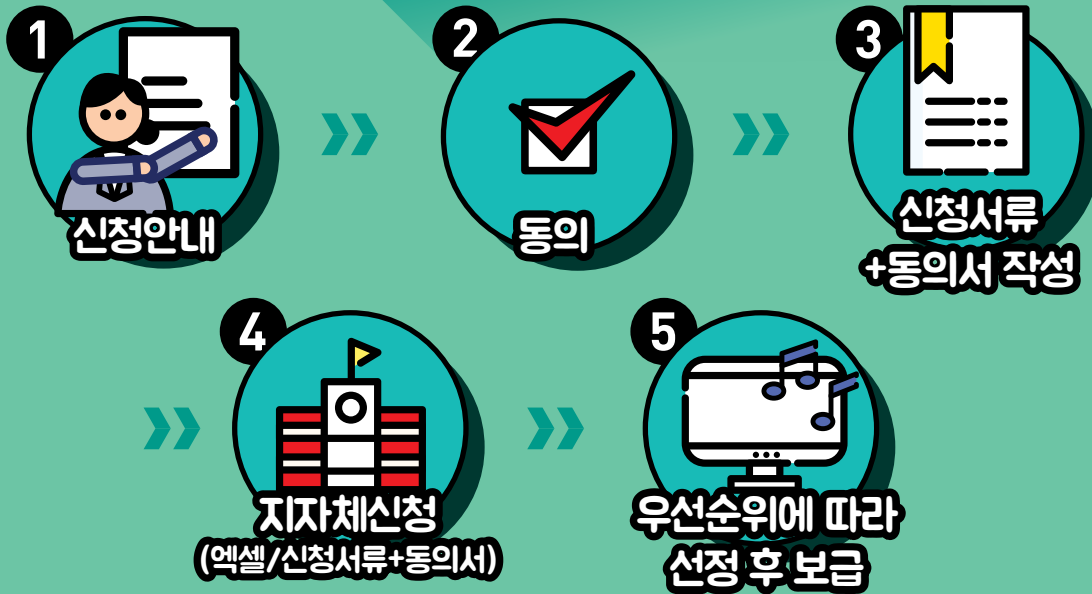 1
신청안내
2
동의
3
신청서류
+동의서 작성
4
지자체신청
(엑셀/신청서류+동의서)
5
우선순위에 따라
선정 후 보급